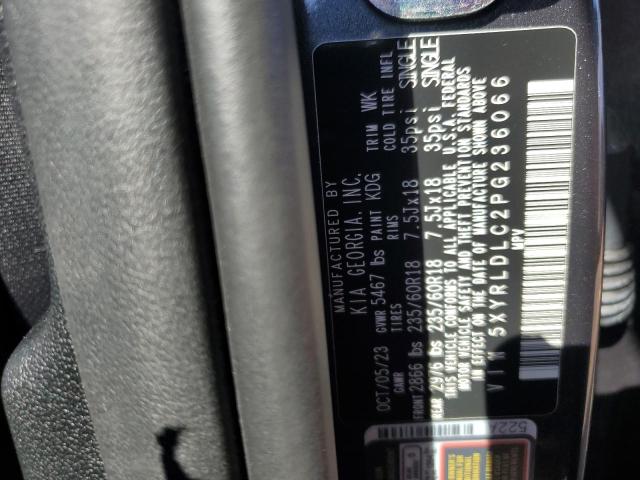 MANUFACTURED BY
KIA GEORGIA, INC.
OCT/05/23 GVWR 5467 lbs PAINT KDG TRIM WK
GAWR TIRES RIMS COLD TIRE INFL
FRONT 2866 lbs 235/60R18 7.5JX18 35psi SINGLE
REAR 2976 lbs 235/60R18 7.5JX18 35psi SINGLE
THIS VEHICLE CONFORMS TO ALL APPLICABLE U.S.A. FEDERAL
MOTOR VEHICLE SAFETY AND THEFT PREVENTION STANDARDS
IN EFFECT ON THE DATE OF MANUFACTURE SHOWN ABOVE
VIN 5XYRLDLC2PG236066
MPV